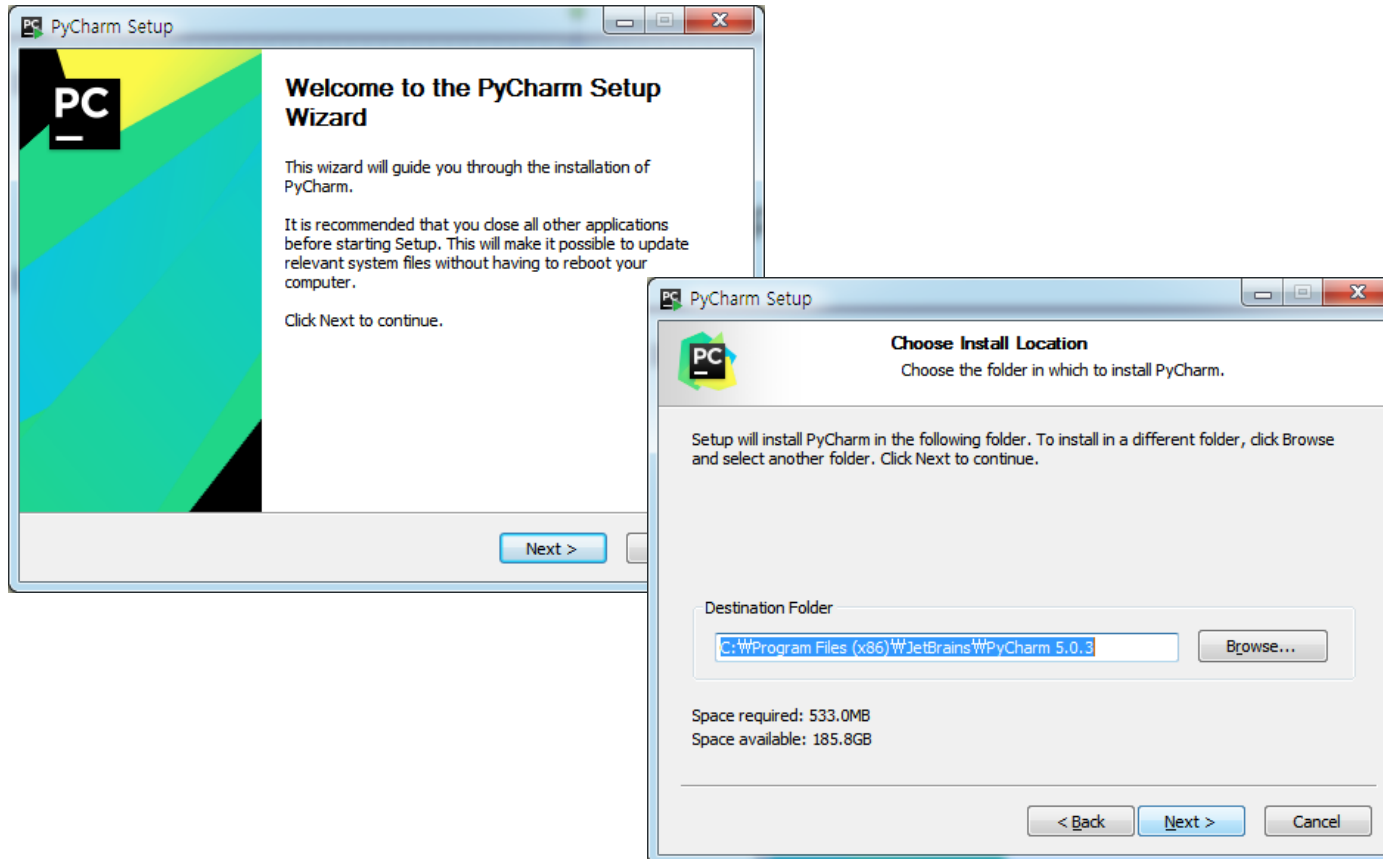 PyCharm Setup
PC
Welcome to the PyCharm Setup
Wizard
This wizard will guide you through the installation of
PyCharm.
It is recommended that you close all other applications
before starting Setup. This will make it possible to update
relevant system files without having to reboot your
computer.
Click Next to continue.
Next >
PyCharm Setup
PC
Choose Install Location
Choose the folder in which to install PyCharm.
Setup will install PyCharm in the following folder. To install in a different folder, click Browse
and select another folder. Click Next to continue.
Destination Folder
C:₩Program Files (x86)₩JetBrains₩PyCharm 5.0.3
Browse...
Space required: 533.0MB
Space available: 185.8GB
< Back
Next >
Cancel